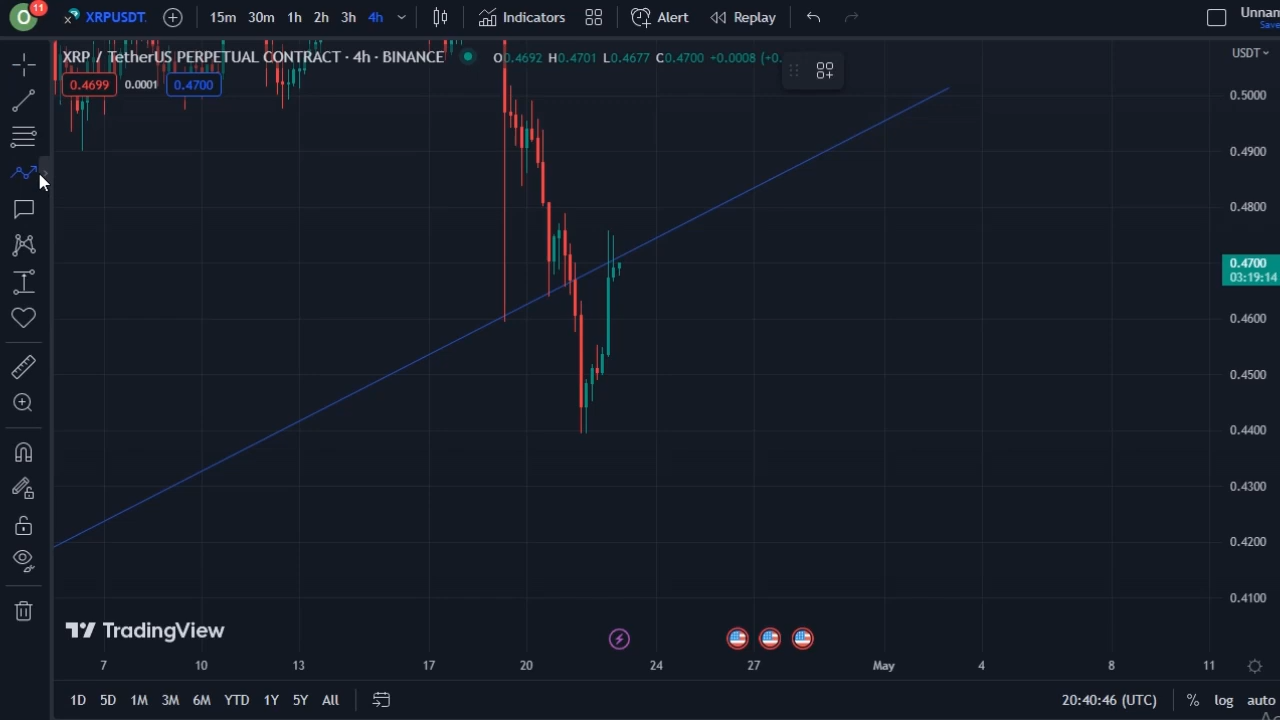 O 11 XRPUSDT. 15m 30m 1h 2h 3h 4h Indicators Alert Replay Unnan
Save
XRP / TetherUS PERPETUAL CONTRACT · 4h · BINANCE O0.4692 H0.4701 L0.4677 C0.4700 +0.0008 (+0. USDT
0.4699 0.0001 0.4700
0.5000
0.4900
0.4800
0.4700
03:19:14
0.4600
0.4500
0.4400
0.4300
0.4200
0.4100
TradingView
7 10 13 17 20 24 27 May 4 8 11
1D 5D 1M 3M 6M YTD 1Y 5Y All 20:40:46 (UTC) % log auto